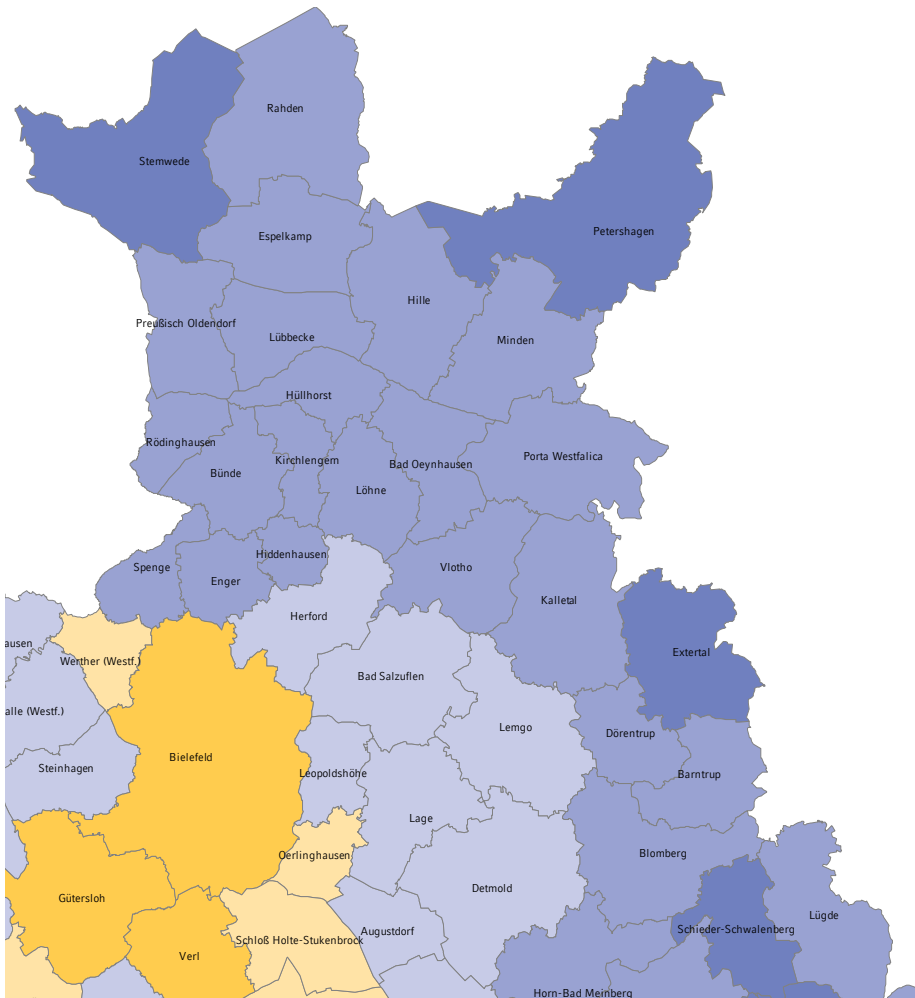 Rahden
Stemwede
Petershagen
Espelkamp
Hille
Preußisch Oldendorf
Lübbecke
Minden
Hüllhorst
Rödinghausen
Kirchlengern
Bad Oeynhausen
Porta Westfalica
Bünde
Löhne
Spenge
Enger
Hiddenhausen
Vlotho
Kalletal
Herford
ausen
Werther (Westf.)
Extertal
Bad Salzuflen
alle (Westf.)
Lemgo
Dörentrup
Bielefeld
Steinhagen
Leopoldshöhe
Barntrup
Lage
Oerlinghausen
Blomberg
Detmold
Gütersloh
Lügde
Augustdorf
Schieder-Schwalenberg
Schloß Holte-Stukenbrock
Verl
Horn-Bad Meinberg